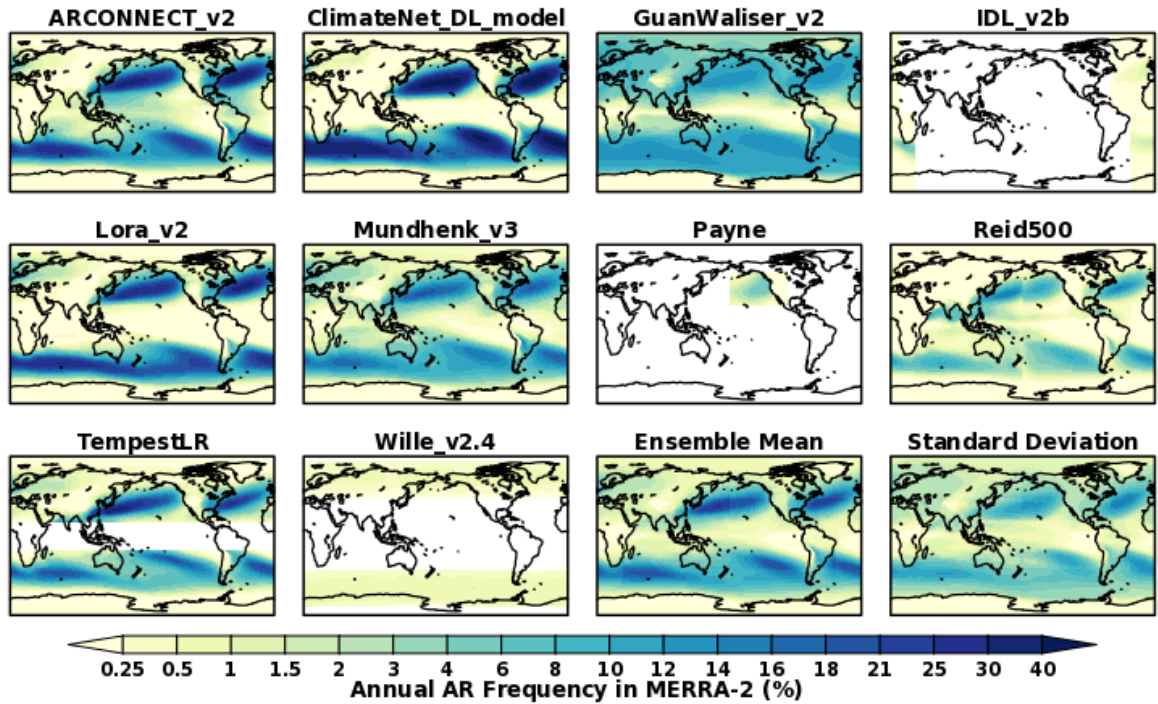 ARCONNECT_v2 ClimateNet_DL_model GuanWaliser_v2 IDL_v2b
Lora_v2 Mundhenk_v3 Payne Reid500
TempestLR Wille_v2.4 Ensemble Mean Standard Deviation
0.25 0.5 1 1.5 2 3 4 6 8 10 12 14 16 18 21 25 30 40
Annual AR Frequency in MERRA-2 (%)